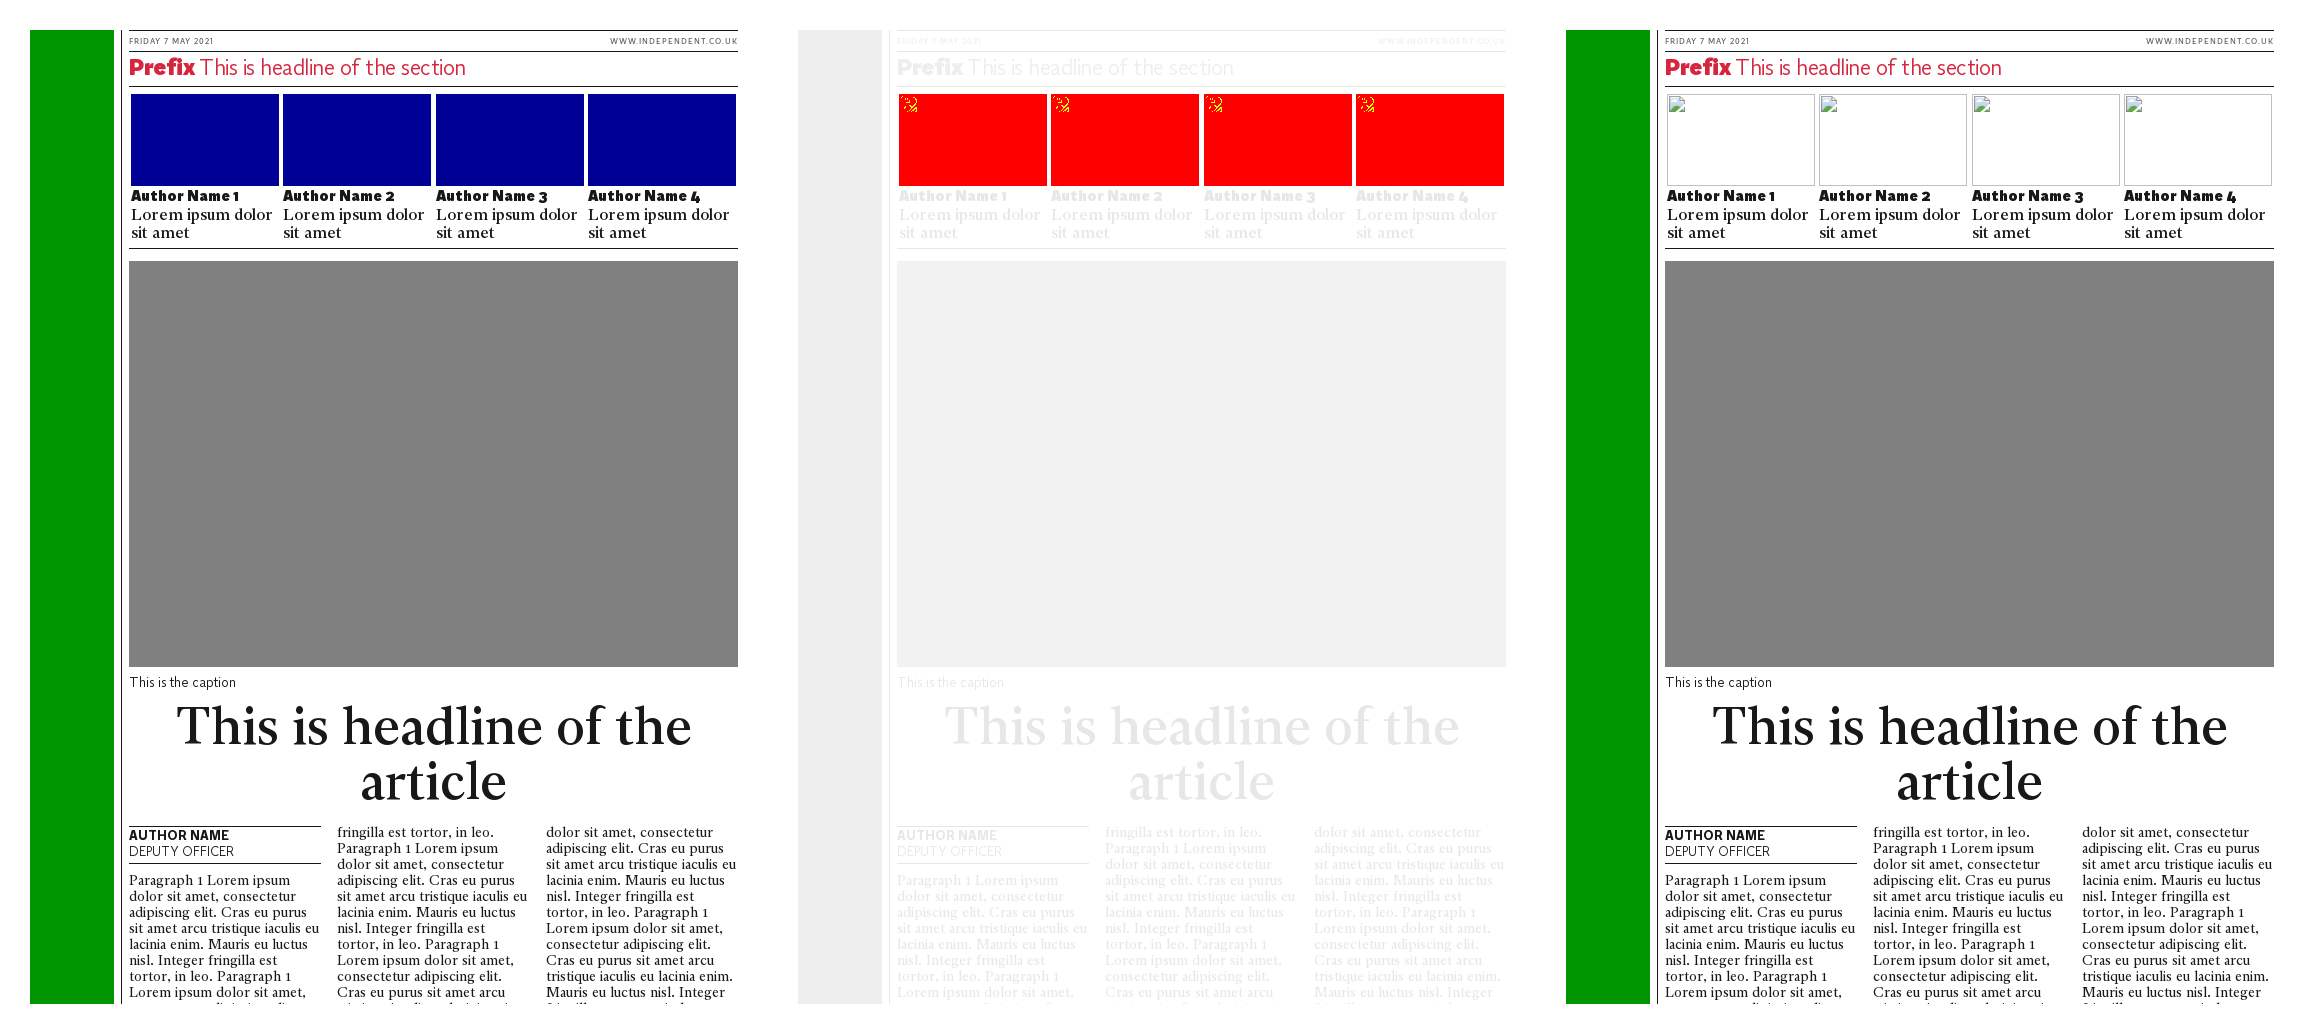 FRIDAY 7 MAY 2021
WWW.INDEPENDENT.CO.UK
Prefix This is headline of the section
Author Name 1
Lorem ipsum dolor
sit amet
Author Name 2
Lorem ipsum dolor
sit amet
Author Name 3
Lorem ipsum dolor
sit amet
Author Name 4
Lorem ipsum dolor
sit amet
This is the caption
This is headline of the
article
AUTHOR NAME
DEPUTY OFFICER
Paragraph 1 Lorem ipsum
dolor sit amet, consectetur
adipiscing elit. Cras eu purus
sit amet arcu tristique iaculis eu
lacinia enim. Mauris eu luctus
nisl. Integer fringilla est
tortor, in leo. Paragraph 1
Lorem ipsum dolor sit amet,
fringilla est tortor, in leo.
Paragraph 1 Lorem ipsum
dolor sit amet, consectetur
adipiscing elit. Cras eu purus
sit amet arcu tristique iaculis eu
lacinia enim. Mauris eu luctus
nisl. Integer fringilla est
tortor, in leo. Paragraph 1
Lorem ipsum dolor sit amet,
consectetur adipiscing elit.
Cras eu purus sit amet arcu
dolor sit amet, consectetur
adipiscing elit. Cras eu purus
sit amet arcu tristique iaculis eu
lacinia enim. Mauris eu luctus
nisl. Integer fringilla est
tortor, in leo. Paragraph 1
Lorem ipsum dolor sit amet,
consectetur adipiscing elit.
Cras eu purus sit amet arcu
tristique iaculis eu lacinia enim.
Mauris eu luctus nisl. Integer
FRIDAY 7 MAY 2021
WWW.INDEPENDENT.CO.UK
Prefix This is headline of the section
Author Name 1
Lorem ipsum dolor
sit amet
Author Name 2
Lorem ipsum dolor
sit amet
Author Name 3
Lorem ipsum dolor
sit amet
Author Name 4
Lorem ipsum dolor
sit amet
This is the caption
This is headline of the
article
AUTHOR NAME
DEPUTY OFFICER
Paragraph 1 Lorem ipsum
dolor sit amet, consectetur
adipiscing elit. Cras eu purus
sit amet arcu tristique iaculis eu
lacinia enim. Mauris eu luctus
nisl. Integer fringilla est
tortor, in leo. Paragraph 1
Lorem ipsum dolor sit amet,
fringilla est tortor, in leo.
Paragraph 1 Lorem ipsum
dolor sit amet, consectetur
adipiscing elit. Cras eu purus
sit amet arcu tristique iaculis eu
lacinia enim. Mauris eu luctus
nisl. Integer fringilla est
tortor, in leo. Paragraph 1
Lorem ipsum dolor sit amet,
consectetur adipiscing elit.
Cras eu purus sit amet arcu
dolor sit amet, consectetur
adipiscing elit. Cras eu purus
sit amet arcu tristique iaculis eu
lacinia enim. Mauris eu luctus
nisl. Integer fringilla est
tortor, in leo. Paragraph 1
Lorem ipsum dolor sit amet,
consectetur adipiscing elit.
Cras eu purus sit amet arcu
tristique iaculis eu lacinia enim.
Mauris eu luctus nisl. Integer
FRIDAY 7 MAY 2021
WWW.INDEPENDENT.CO.UK
Prefix This is headline of the section
Author Name 1
Lorem ipsum dolor
sit amet
Author Name 2
Lorem ipsum dolor
sit amet
Author Name 3
Lorem ipsum dolor
sit amet
Author Name 4
Lorem ipsum dolor
sit amet
This is the caption
This is headline of the
article
AUTHOR NAME
DEPUTY OFFICER
Paragraph 1 Lorem ipsum
dolor sit amet, consectetur
adipiscing elit. Cras eu purus
sit amet arcu tristique iaculis eu
lacinia enim. Mauris eu luctus
nisl. Integer fringilla est
tortor, in leo. Paragraph 1
Lorem ipsum dolor sit amet,
fringilla est tortor, in leo.
Paragraph 1 Lorem ipsum
dolor sit amet, consectetur
adipiscing elit. Cras eu purus
sit amet arcu tristique iaculis eu
lacinia enim. Mauris eu luctus
nisl. Integer fringilla est
tortor, in leo. Paragraph 1
Lorem ipsum dolor sit amet,
consectetur adipiscing elit.
Cras eu purus sit amet arcu
dolor sit amet, consectetur
adipiscing elit. Cras eu purus
sit amet arcu tristique iaculis eu
lacinia enim. Mauris eu luctus
nisl. Integer fringilla est
tortor, in leo. Paragraph 1
Lorem ipsum dolor sit amet,
consectetur adipiscing elit.
Cras eu purus sit amet arcu
tristique iaculis eu lacinia enim.
Mauris eu luctus nisl. Integer